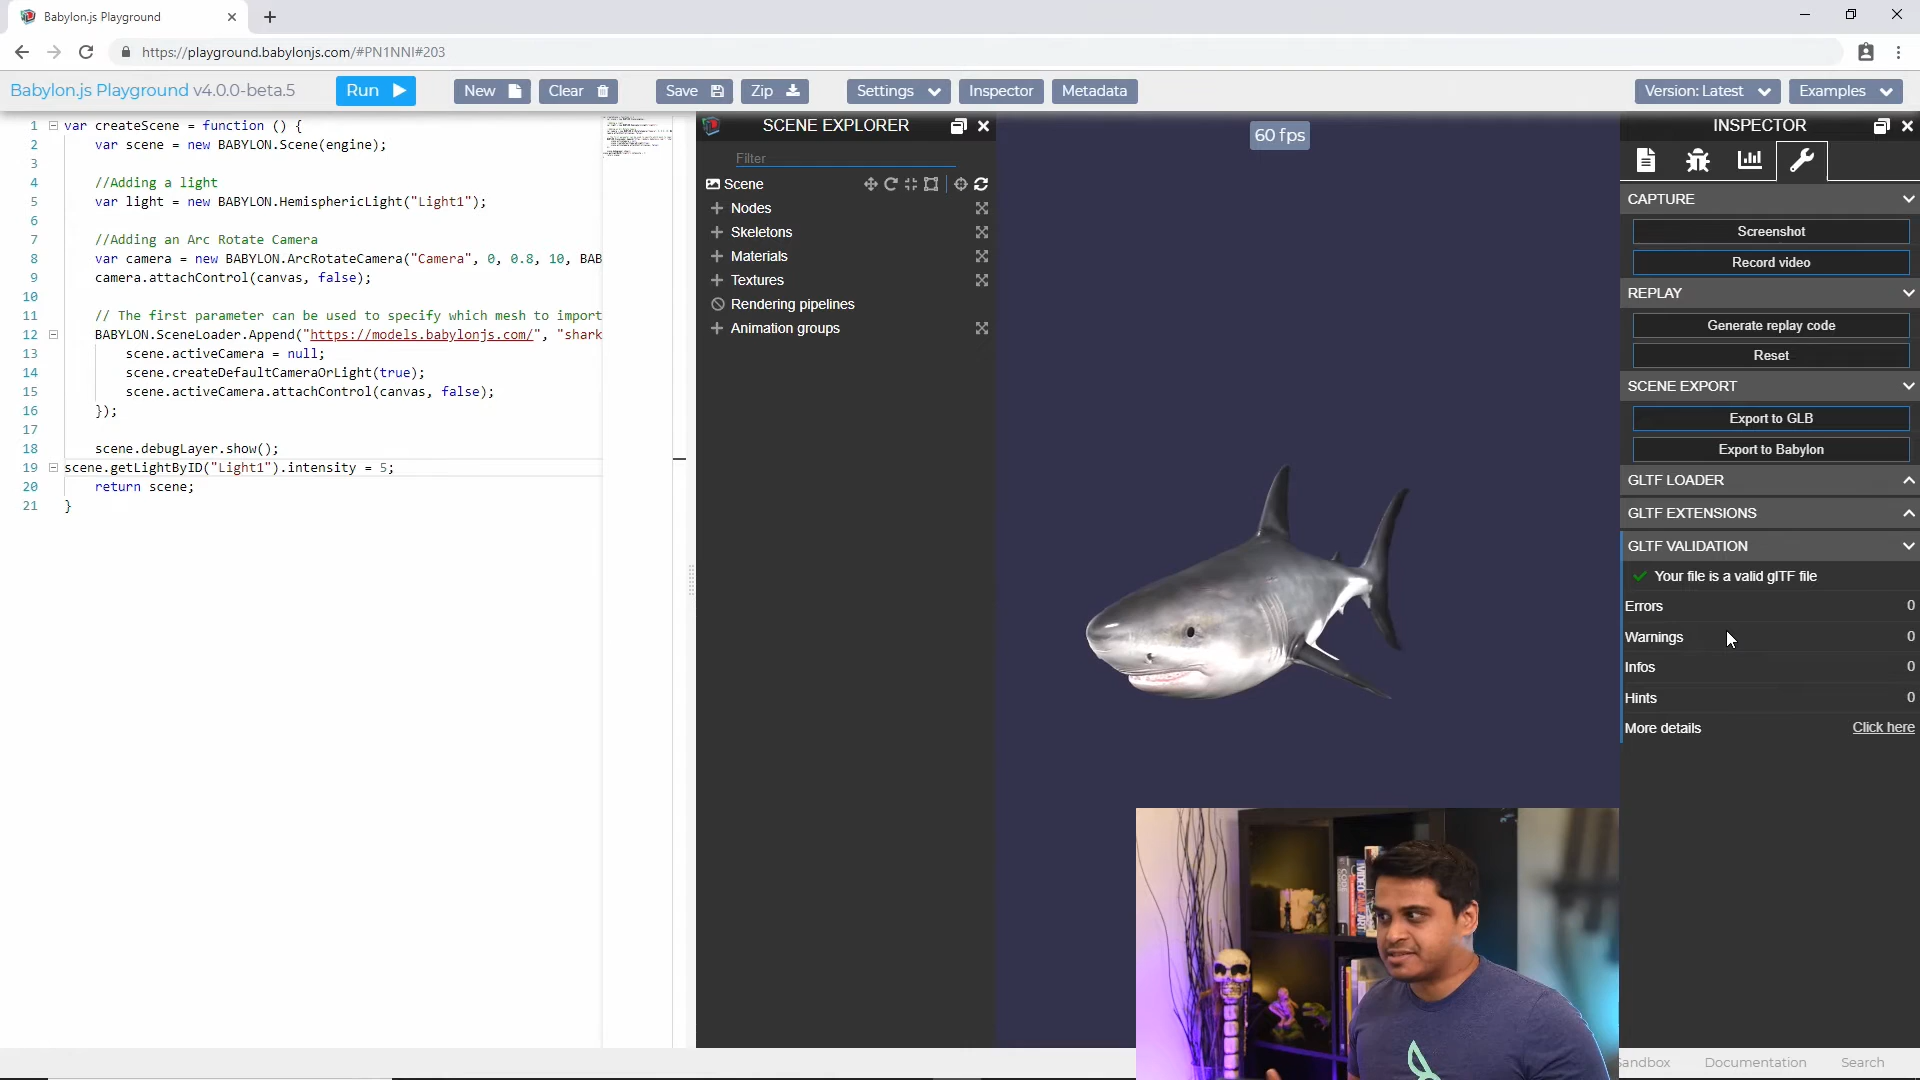 Babylon.js Playground
https://playground.babylonjs.com/#PN1NNI#203
Babylon.js Playground v4.0.0-beta.5
Run
New
Clear
Save
Zip
Settings
Inspector
Metadata
Version: Latest
Examples
1 var createScene = function () {
2 var scene = new BABYLON.Scene(engine);
3
4 //Adding a light
5 var light = new BABYLON.HemisphericLight("Light1");
6
7 //Adding an Arc Rotate Camera
8 var camera = new BABYLON.ArcRotateCamera("Camera", 0, 0.8, 10, BAB
9 camera.attachControl(canvas, false);
10
11 // The first parameter can be used to specify which mesh to import
12 BABYLON.SceneLoader.Append("https://models.babylonjs.com/", "shark
13 scene.activeCamera = null;
14 scene.createDefaultCameraOrLight(true);
15 scene.activeCamera.attachControl(canvas, false);
16 });
17
18 scene.debugLayer.show();
19 scene.getLightByID("Light1").intensity = 5;
20 return scene;
21 }
SCENE EXPLORER
Filter
Scene
Nodes
Skeletons
Materials
Textures
Rendering pipelines
Animation groups
60 fps
INSPECTOR
CAPTURE
Screenshot
Record video
REPLAY
Generate replay code
Reset
SCENE EXPORT
Export to GLB
Export to Babylon
GLTF LOADER
GLTF EXTENSIONS
GLTF VALIDATION
Your file is a valid glTF file
Errors 0
Warnings 0
Infos 0
Hints 0
More details Click here
CODE
VIDEO GAME ART
andbox
Documentation
Search